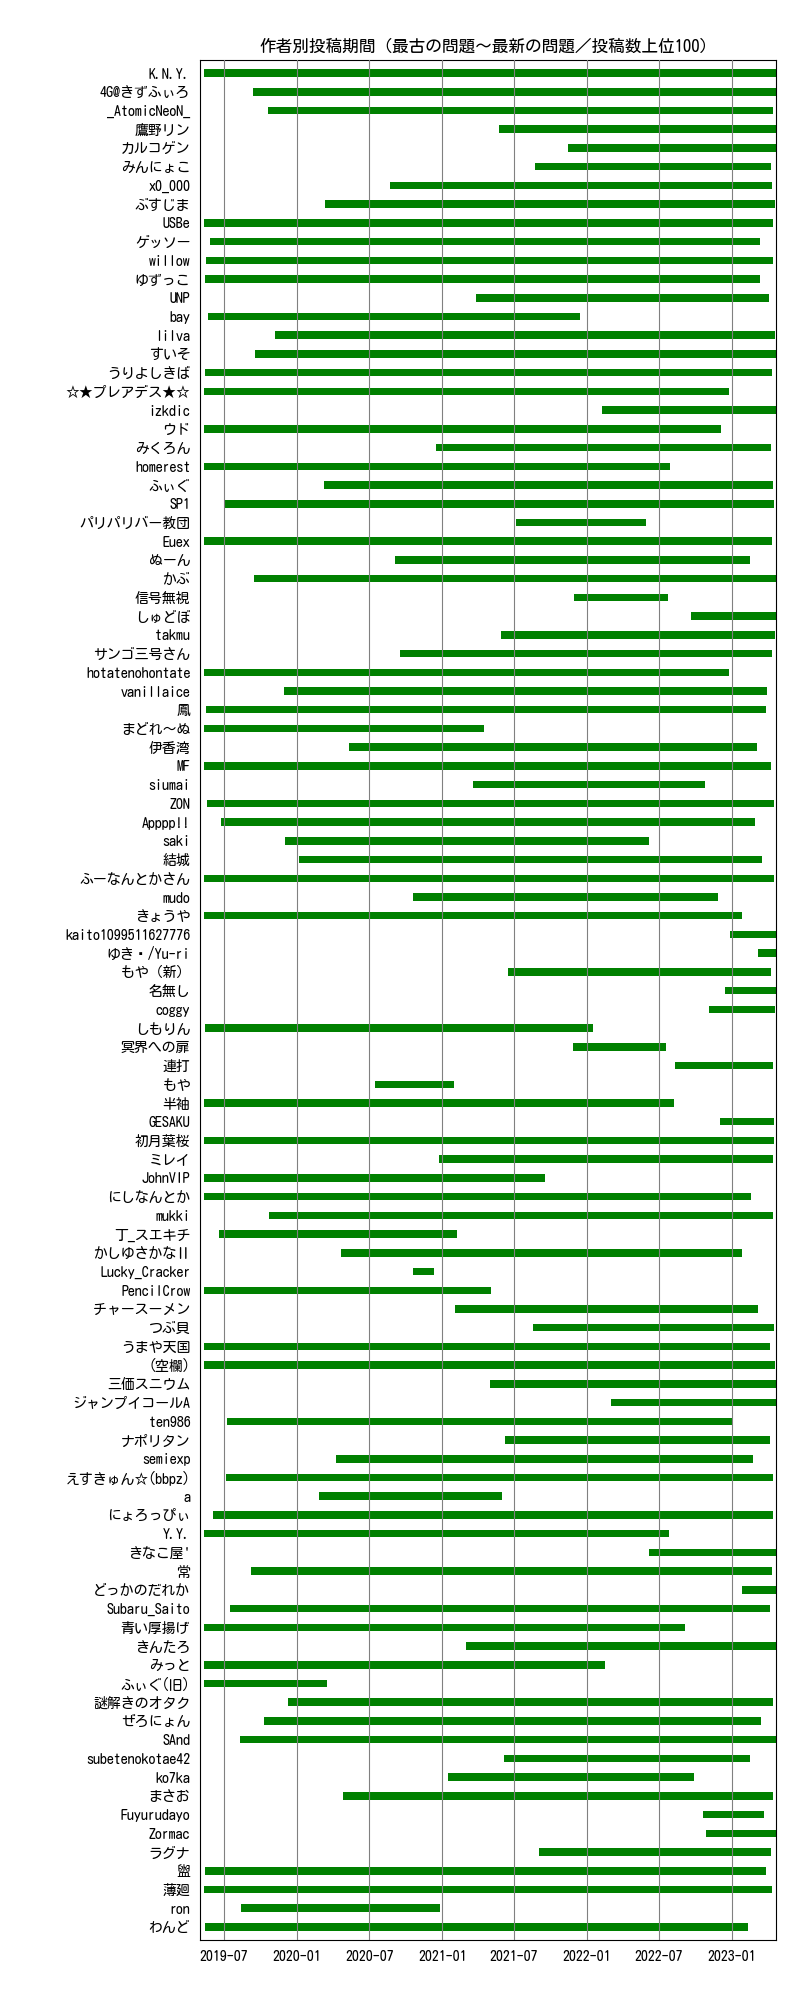 作者別投稿期間（最古の問題～最新の問題／投稿数上位100）
K.N.Y.
4G@きずふぃろ
_AtomicNeoN_
鷹野リン
カルコゲン
みんにょこ
x0_000
ぶすじま
USBe
ゲッソー
willow
ゆずっこ
UNP
bay
lilva
すいそ
うりよしきば
☆★プレアデス★☆
izkdic
ウド
みくろん
homerest
ふぃぐ
SP1
パリパリバー教団
Euex
ぬーん
かぶ
信号無視
しゅどぼ
takmu
サンゴ三号さん
hotatenohontate
vanillaice
鳳
まどれ～ぬ
伊香湾
MF
siumai
ZON
Appppll
saki
結城
ふーなんとかさん
mudo
きょうや
kaito1099511627776
ゆき・/Yu-ri
もや（新）
名無し
coggy
しもりん
冥界への扉
連打
もや
半袖
GESAKU
初月葉桜
ミレイ
JohnVIP
にしなんとか
mukki
丁_スエキチ
かしゆさかなII
Lucky_Cracker
PencilCrow
チャースーメン
つぶ貝
うまや天国
(空欄)
三価スニウム
ジャンプイコールA
ten986
ナポリタン
semiexp
えすきゅん☆(bbpz)
a
にょろっぴぃ
Y.Y.
きなこ屋'
常
どっかのだれか
Subaru_Saito
青い厚揚げ
きんたろ
みっと
ふぃぐ(旧)
謎解きのオタク
ぜろにょん
SAnd
subetenokotae42
ko7ka
まさお
Fuyurudayo
Zormac
ラグナ
盥
薄廻
ron
わんど
2019-07 2020-01 2020-07 2021-01 2021-07 2022-01 2022-07 2023-01